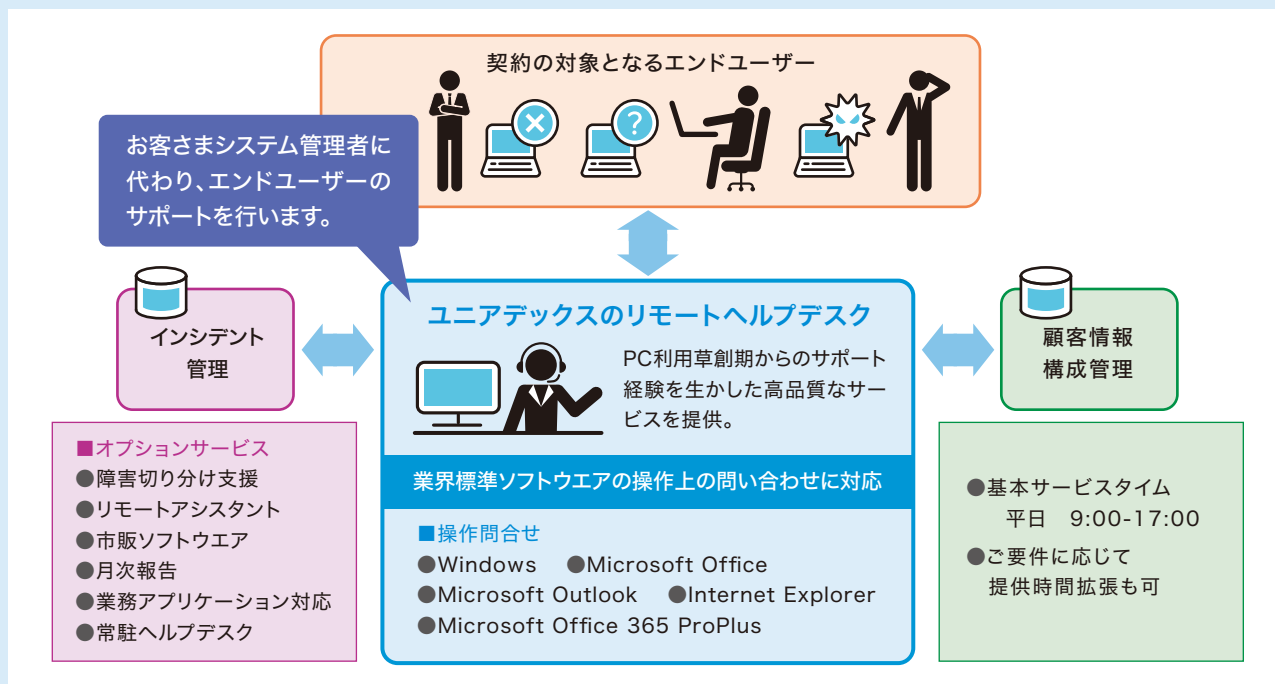 契約の対象となるエンドユーザー
?
お客さまシステム管理者に
代わり、エンドユーザーの
サポートを行います。
インシデント
管理
ユニアデックスのリモートヘルプデスク
PC利用草創期からのサポート
経験を生かした高品質なサー
ビスを提供。
顧客情報
構成管理
■オプションサービス
●障害切り分け支援
●リモートアシスタント
●市販ソフトウエア
●月次報告
●業務アプリケーション対応
●常駐ヘルプデスク
業界標準ソフトウエアの操作上の問い合わせに対応
■操作問合せ
●Windows ●Microsoft Office
●Microsoft Outlook ●Internet Explorer
●Microsoft Office 365 ProPlus
●基本サービスタイム
平日 9:00-17:00
●ご要件に応じて
提供時間拡張も可